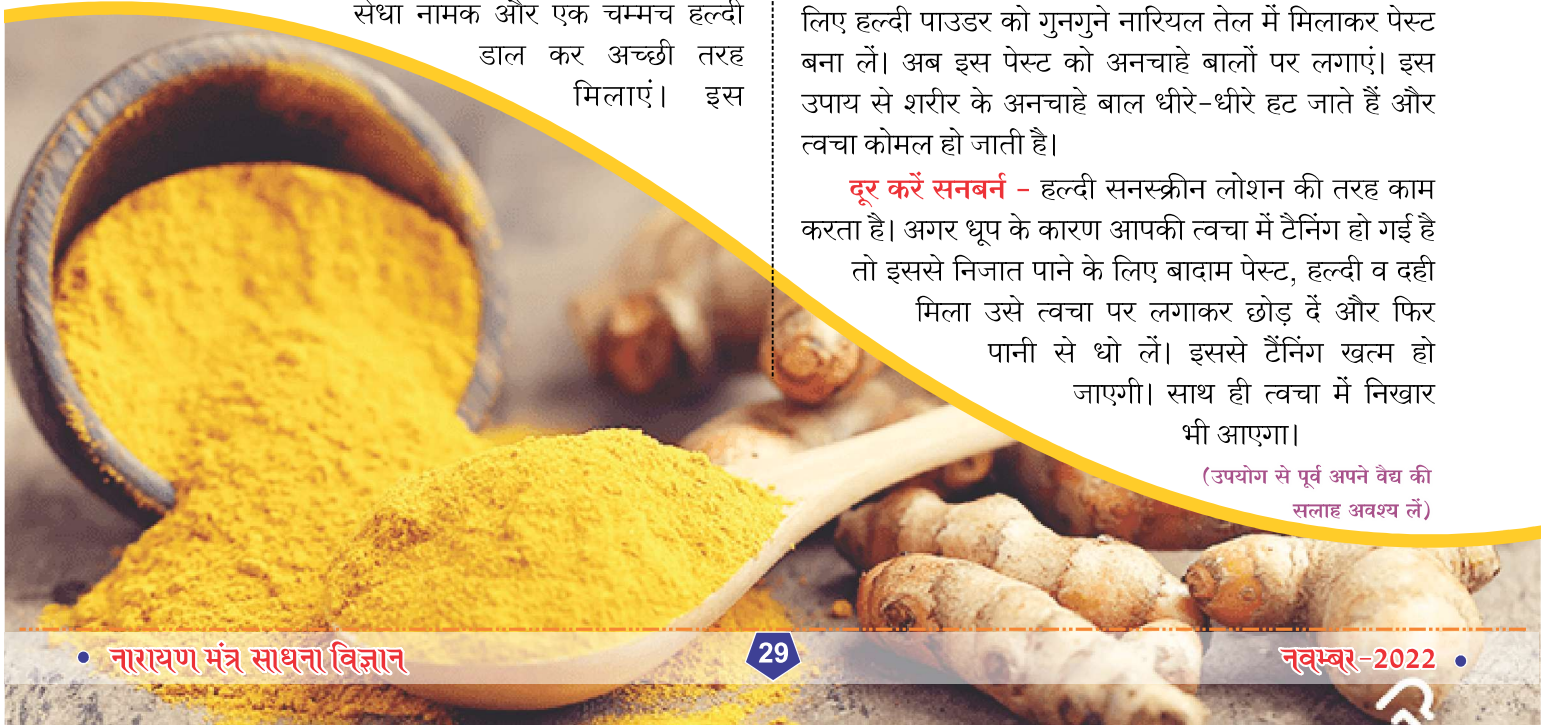 सेंधा नामक और एक चम्मच हल्दी
डाल कर अच्छी तरह
मिलाएं। इस
लिए हल्दी पाउडर को गुनगुने नारियल तेल में मिलाकर पेस्ट
बना लें। अब इस पेस्ट को अनचाहे बालों पर लगाएं। इस
उपाय से शरीर के अनचाहे बाल धीरे-धीरे हट जाते हैं और
त्वचा कोमल हो जाती है।
दूर करें सनबर्न - हल्दी सनस्क्रीन लोशन की तरह काम
करता है। अगर धूप के कारण आपकी त्वचा में टैनिंग हो गई है
तो इससे निजात पाने के लिए बादाम पेस्ट, हल्दी व दही
मिला उसे त्वचा पर लगाकर छोड़ दें और फिर
पानी से धो लें। इससे टैंनिंग खत्म हो
जाएगी। साथ ही त्वचा में निखार
भी आएगा।
(उपयोग से पूर्व अपने वैद्य की
सलाह अवश्य लें)
• नारायण मंत्र साधना विज्ञान 29 नवम्बर-2022 •